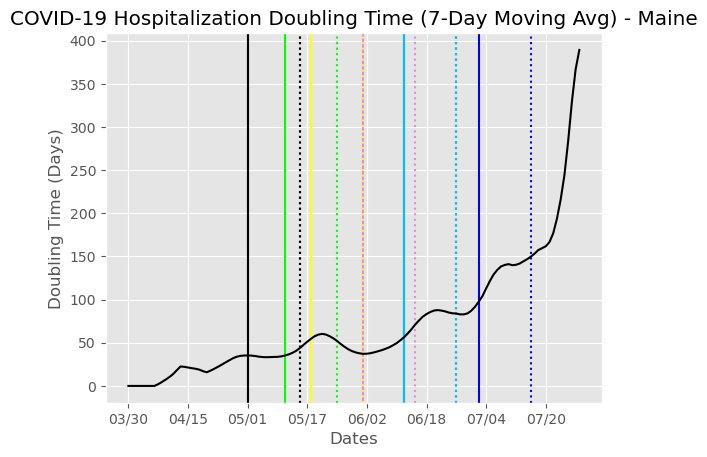 COVID-19 Hospitalization Doubling Time (7-Day Moving Avg) - Maine
Doubling Time (Days)
400
350
300
250
200
150
100
50
0
03/30 04/15 05/01 05/17 06/02 06/18 07/04 07/20
Dates